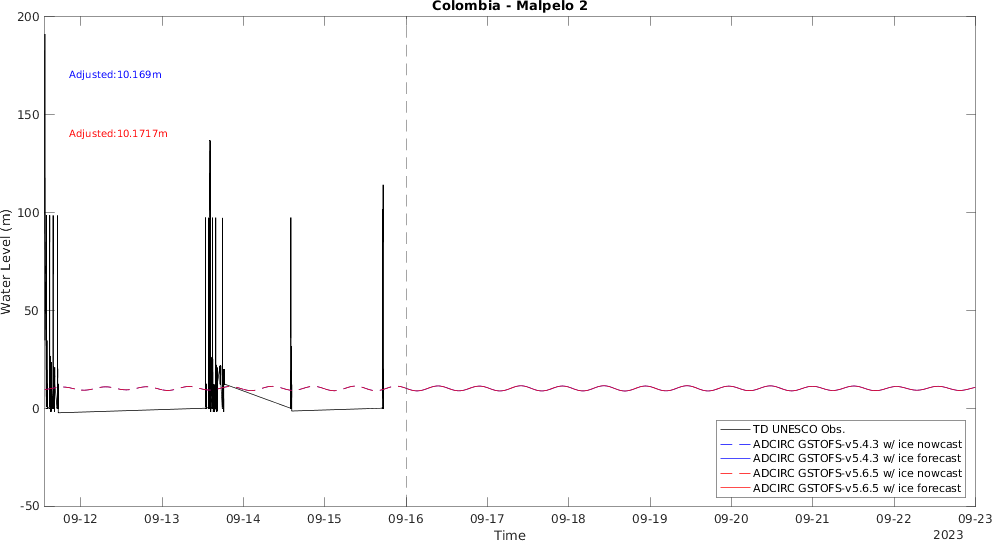 Colombia - Malpelo 2
200
150
100
50
0
-50
Water Level (m)
Adjusted:10.169m
Adjusted:10.1717m
TD UNESCO Obs.
ADCIRC GSTOFS-v5.4.3 w/ ice nowcast
ADCIRC GSTOFS-v5.4.3 w/ ice forecast
ADCIRC GSTOFS-v5.6.5 w/ ice nowcast
ADCIRC GSTOFS-v5.6.5 w/ ice forecast
09-12 09-13 09-14 09-15 09-16 09-17 09-18 09-19 09-20 09-21 09-22 09-23
Time
2023